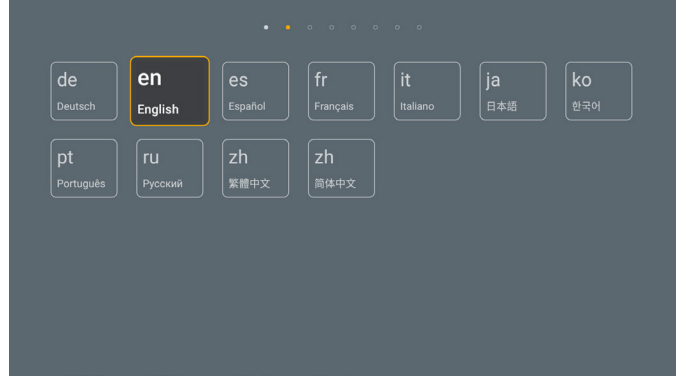 de
Deutsch
en
English
es
Español
fr
Français
it
Italiano
ja
日本語
ko
한국어
pt
Português
ru
Русский
zh
繁體中文
zh
简体中文